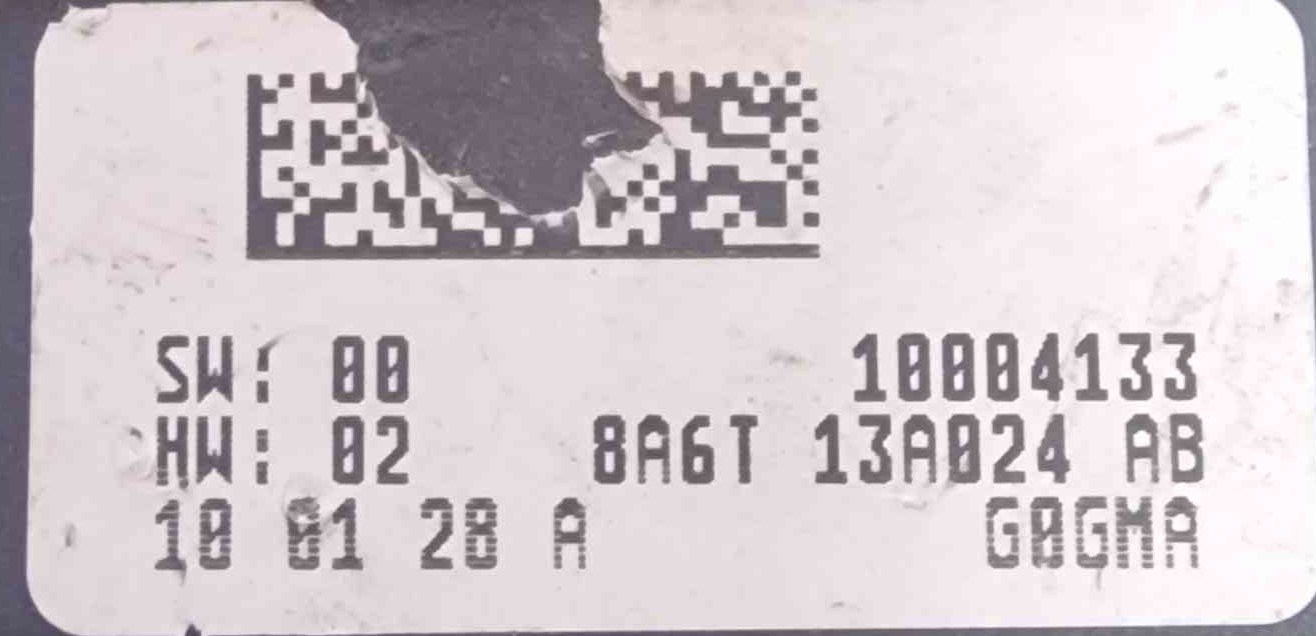 SW: 00 10004133
HW: 02 8A6T 13A024 AB
10 01 28 A G0GMA